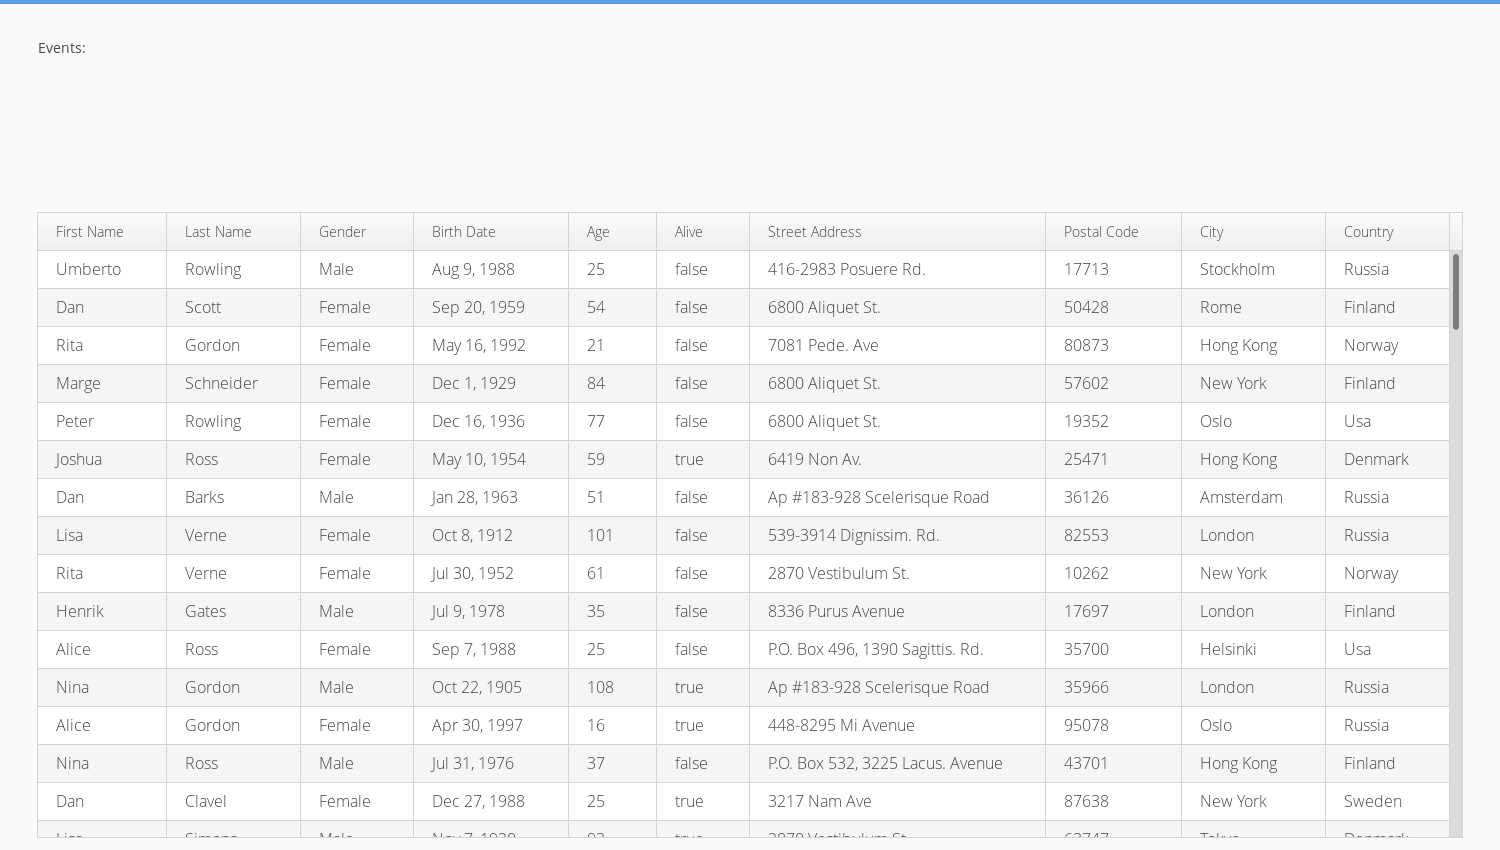 Events:
First Name Last Name Gender Birth Date Age Alive Street Address Postal Code City Country
Umberto Rowling Male Aug 9, 1988 25 false 416-2983 Posuere Rd. 17713 Stockholm Russia
Dan Scott Female Sep 20, 1959 54 false 6800 Aliquet St. 50428 Rome Finland
Rita Gordon Female May 16, 1992 21 false 7081 Pede. Ave 80873 Hong Kong Norway
Marge Schneider Female Dec 1, 1929 84 false 6800 Aliquet St. 57602 New York Finland
Peter Rowling Female Dec 16, 1936 77 false 6800 Aliquet St. 19352 Oslo Usa
Joshua Ross Female May 10, 1954 59 true 6419 Non Av. 25471 Hong Kong Denmark
Dan Barks Male Jan 28, 1963 51 false Ap #183-928 Scelerisque Road 36126 Amsterdam Russia
Lisa Verne Female Oct 8, 1912 101 false 539-3914 Dignissim. Rd. 82553 London Russia
Rita Verne Female Jul 30, 1952 61 false 2870 Vestibulum St. 10262 New York Norway
Henrik Gates Male Jul 9, 1978 35 false 8336 Purus Avenue 17697 London Finland
Alice Ross Female Sep 7, 1988 25 false P.O. Box 496, 1390 Sagittis. Rd. 35700 Helsinki Usa
Nina Gordon Male Oct 22, 1905 108 true Ap #183-928 Scelerisque Road 35966 London Russia
Alice Gordon Female Apr 30, 1997 16 true 448-8295 Mi Avenue 95078 Oslo Russia
Nina Ross Male Jul 31, 1976 37 false P.O. Box 532, 3225 Lacus. Avenue 43701 Hong Kong Finland
Dan Clavel Female Dec 27, 1988 25 true 3217 Nam Ave 87638 New York Sweden